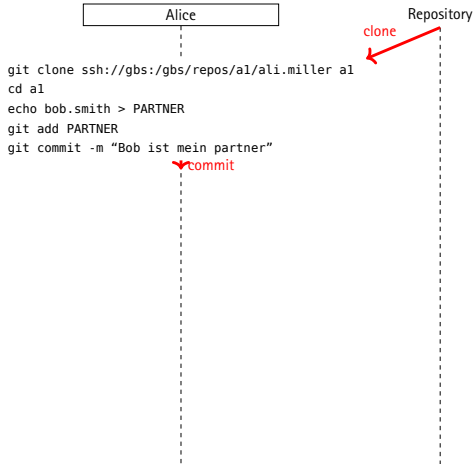 Alice
Repository
clone
git clone ssh://gbs:/gbs/repos/a1/ali.miller a1
cd a1
echo bob.smith > PARTNER
git add PARTNER
git commit -m “Bob ist mein partner”
commit